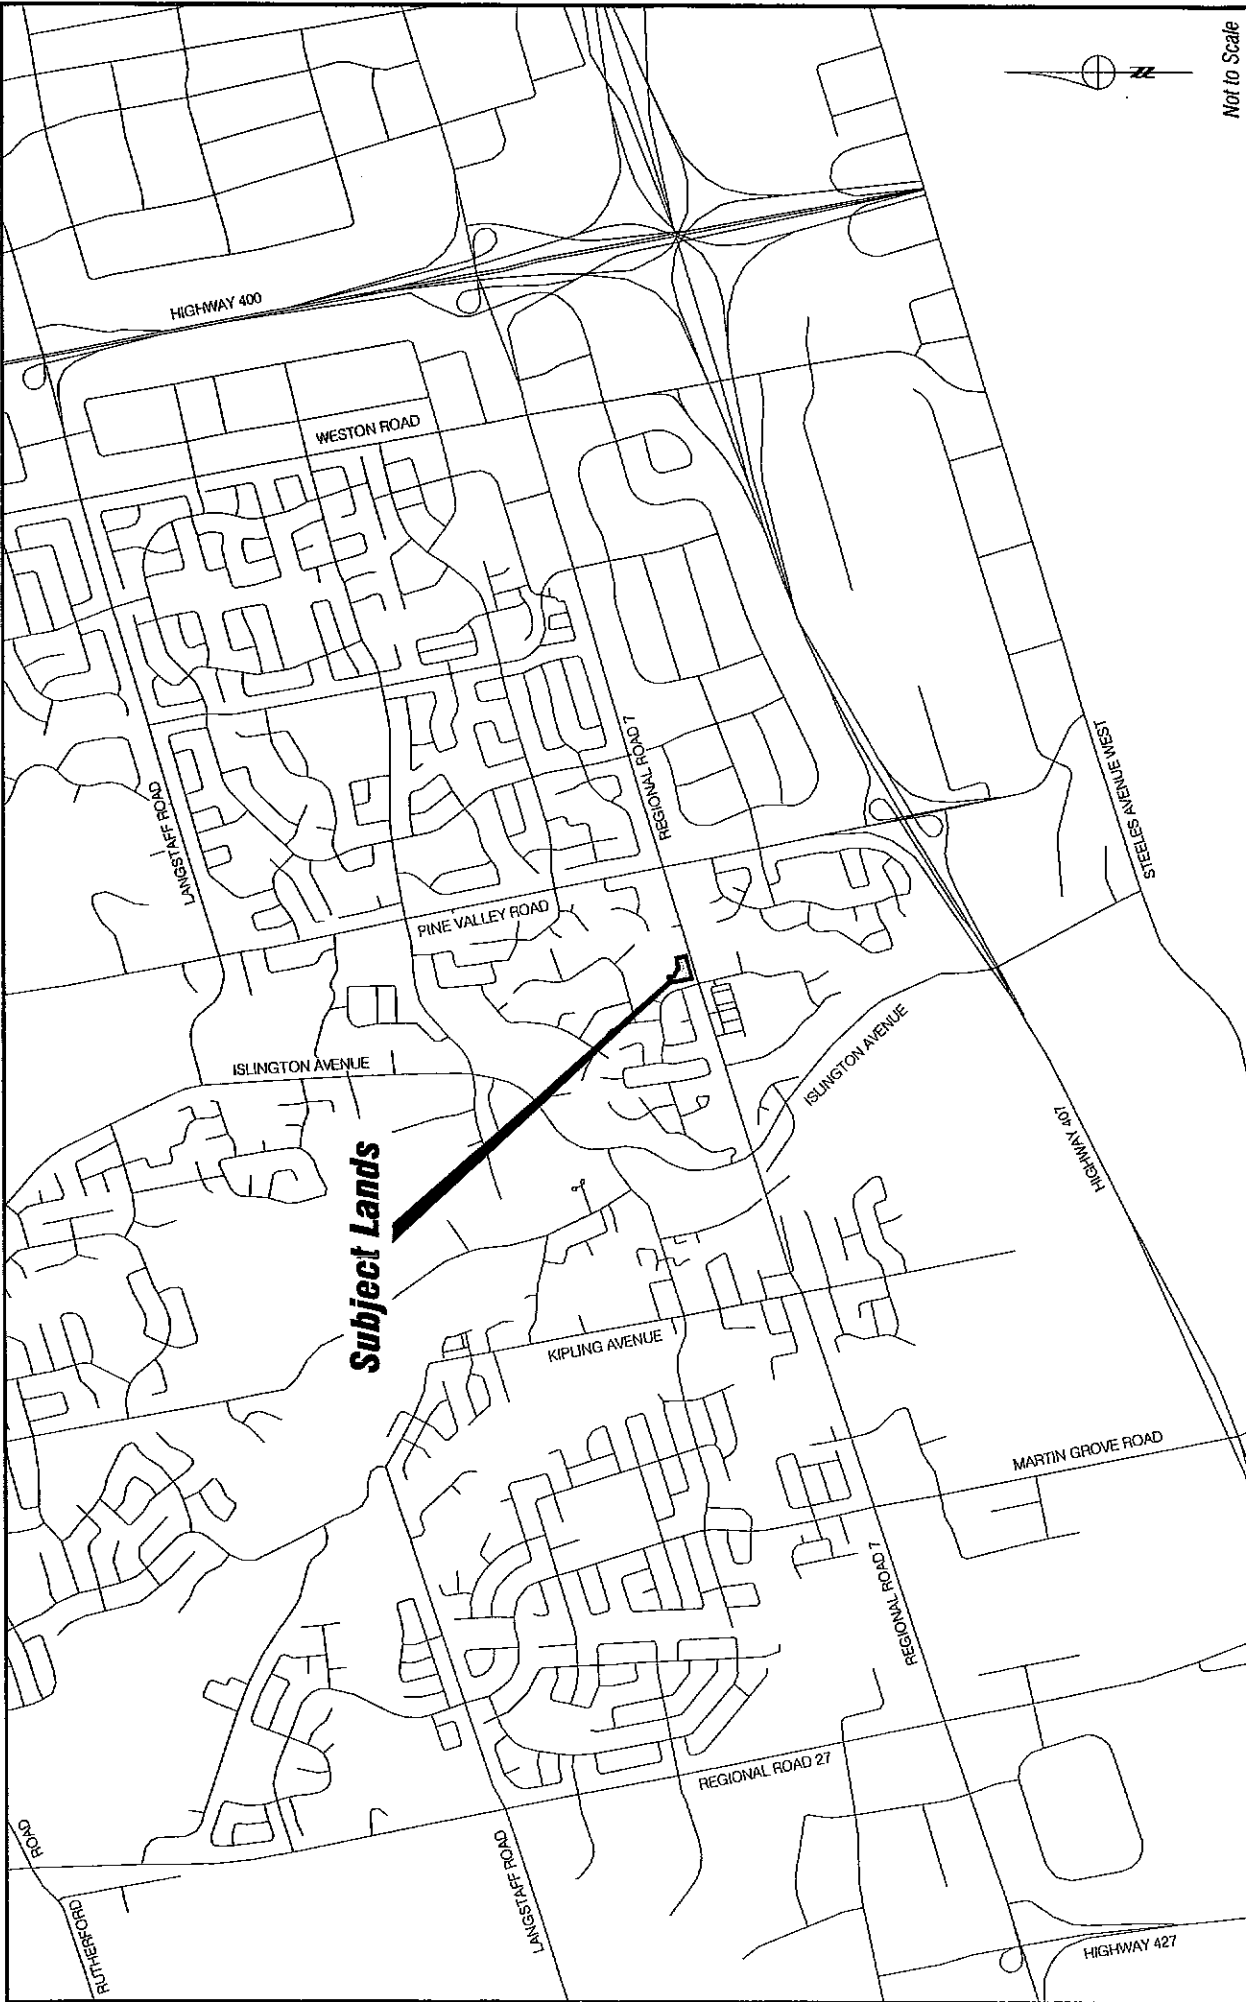 Not to Scale
N
HIGHWAY 400
WESTON ROAD
LANGSTAFF ROAD
REGIONAL ROAD 7
PINE VALLEY ROAD
STEELES AVENUE WEST
ISLINGTON AVENUE
ISLINGTON AVENUE
HIGHWAY 407
Subject Lands
KIPLING AVENUE
MARTIN GROVE ROAD
REGIONAL ROAD 7
REGIONAL ROAD 27
LANGSTAFF ROAD
RUTHERFORD
ROAD
HIGHWAY 427